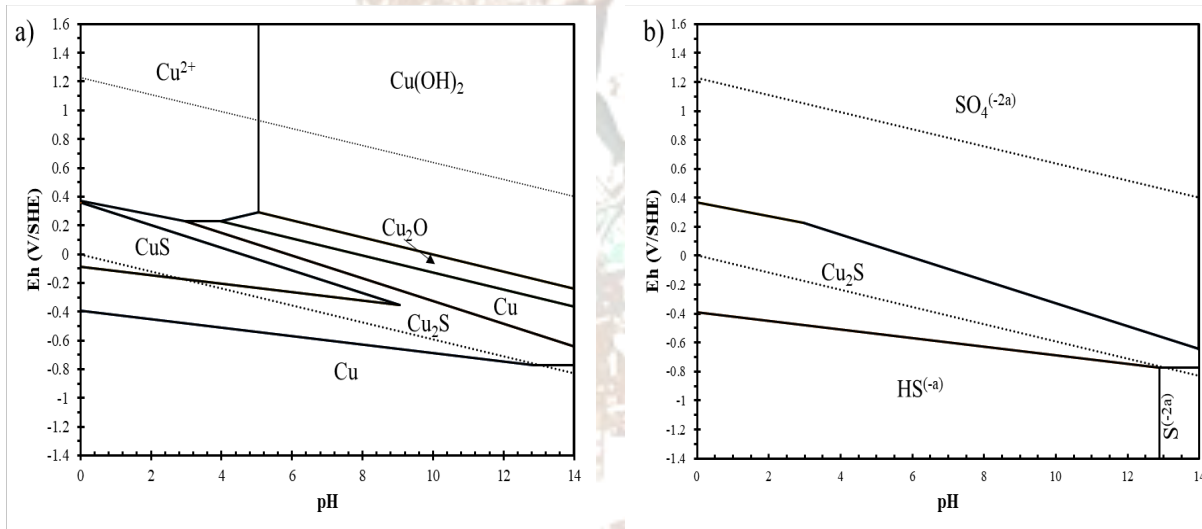 a)
Eh (V/SHE)
1.6
1.4
1.2
1
0.8
0.6
0.4
0.2
0
-0.2
-0.4
-0.6
-0.8
-1
-1.2
-1.4
Cu²⁺
Cu(OH)₂
Cu₂O
CuS
Cu
Cu₂S
Cu
0 2 4 6 8 10 12 14
pH
b)
Eh (V/SHE)
1.6
1.4
1.2
1
0.8
0.6
0.4
0.2
0
-0.2
-0.4
-0.6
-0.8
-1
-1.2
-1.4
SO₄⁽⁻²ᵃ⁾
Cu₂S
HS⁽⁻ᵃ⁾
S⁽⁻²ᵃ⁾
0 2 4 6 8 10 12 14
pH